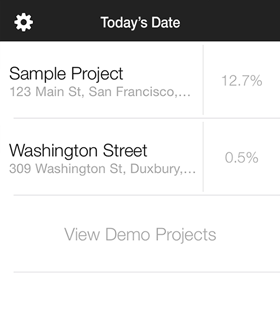 Today's Date
Sample Project
123 Main St, San Francisco,...
12.7%
Washington Street
309 Washington St, Duxbury,...
0.5%
View Demo Projects